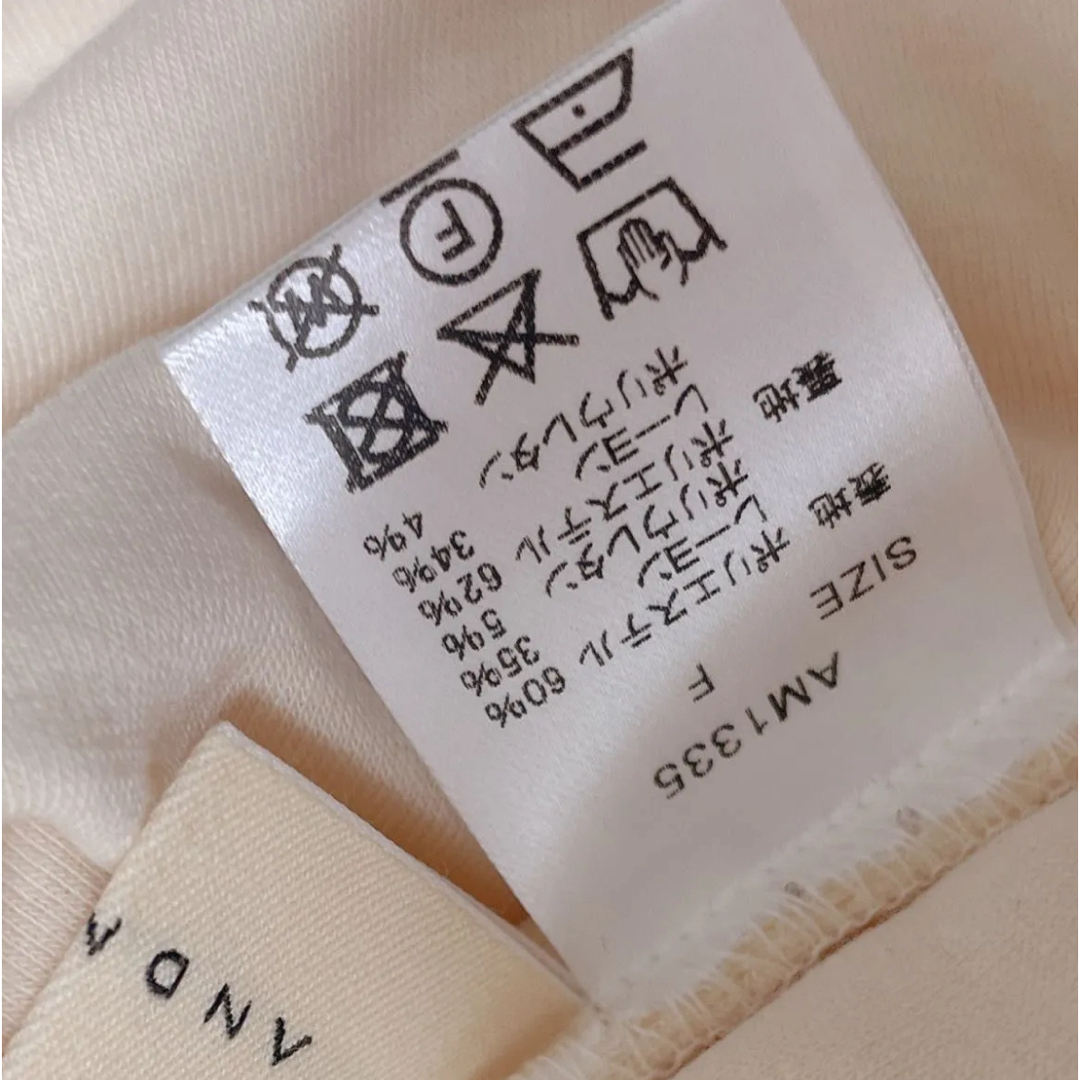 AM1335
SIZE F
表地 ポリエステル 60%
レーヨン 35%
ポリウレタン 5%
裏地 ポリエステル 62%
レーヨン 34%
ポリウレタン 4%
F
AND